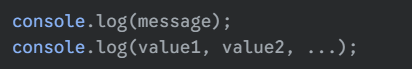 console.log(message);
console.log(value1, value2, ...);